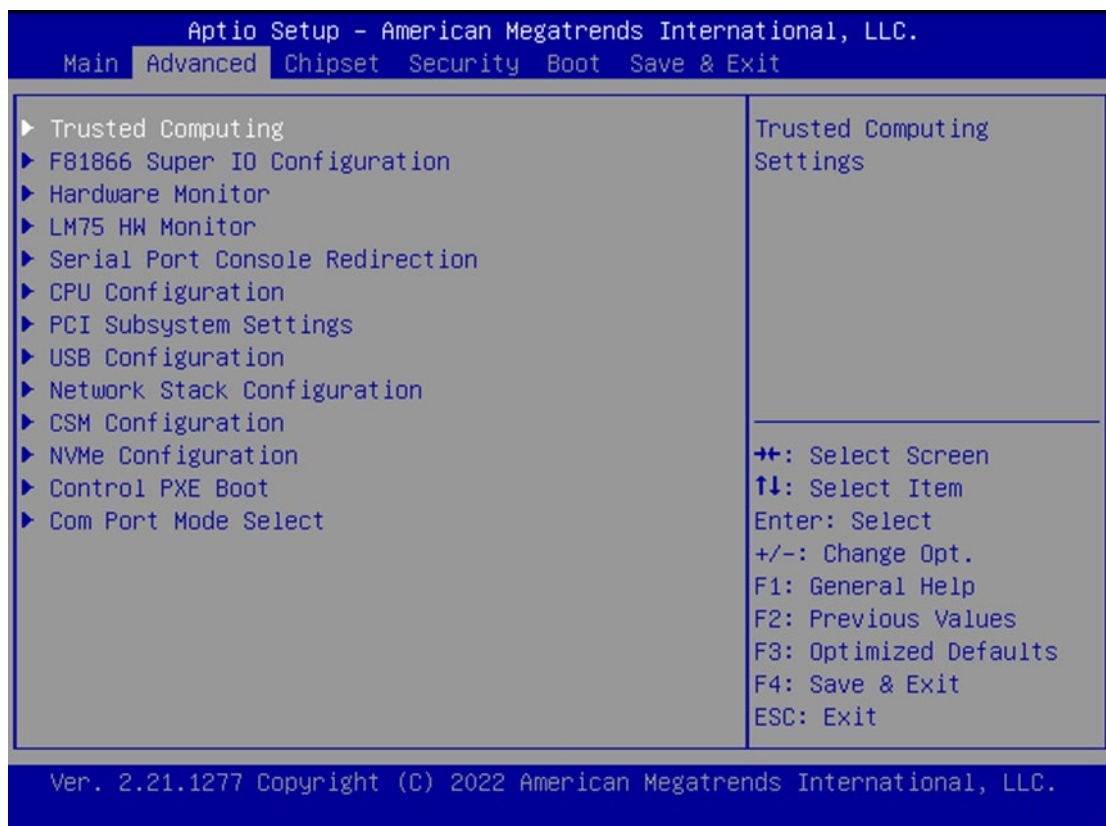 Aptio Setup – American Megatrends International, LLC.
Main Advanced Chipset Security Boot Save & Exit
▶ Trusted Computing
▶ F81866 Super IO Configuration
▶ Hardware Monitor
▶ LM75 HW Monitor
▶ Serial Port Console Redirection
▶ CPU Configuration
▶ PCI Subsystem Settings
▶ USB Configuration
▶ Network Stack Configuration
▶ CSM Configuration
▶ NVMe Configuration
▶ Control PXE Boot
▶ Com Port Mode Select
Trusted Computing
Settings
→←: Select Screen
↑↓: Select Item
Enter: Select
+/-: Change Opt.
F1: General Help
F2: Previous Values
F3: Optimized Defaults
F4: Save & Exit
ESC: Exit
Ver. 2.21.1277 Copyright (C) 2022 American Megatrends International, LLC.